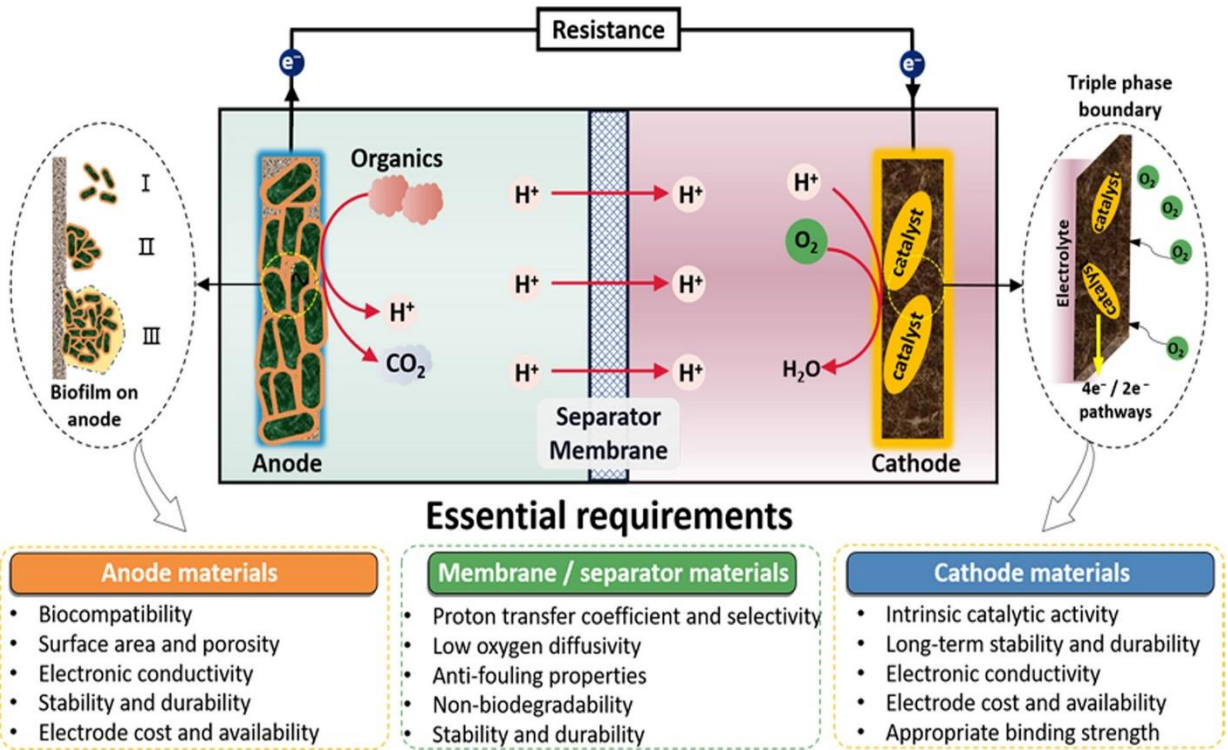 Resistance
e⁻
e⁻
Triple phase
boundary
Organics
I
II
III
Biofilm on
anode
H⁺
H⁺
H⁺
H⁺
H⁺
H⁺
H⁺
CO₂
H⁺
O₂
H₂O
catalyst
catalyst
Anode
Separator
Membrane
Cathode
Electrolyte
catalyst
catalys
O₂
O₂
O₂
O₂
4e⁻ / 2e⁻
pathways
Essential requirements
Anode materials
• Biocompatibility
• Surface area and porosity
• Electronic conductivity
• Stability and durability
• Electrode cost and availability
Membrane / separator materials
• Proton transfer coefficient and selectivity
• Low oxygen diffusivity
• Anti-fouling properties
• Non-biodegradability
• Stability and durability
Cathode materials
• Intrinsic catalytic activity
• Long-term stability and durability
• Electronic conductivity
• Electrode cost and availability
• Appropriate binding strength